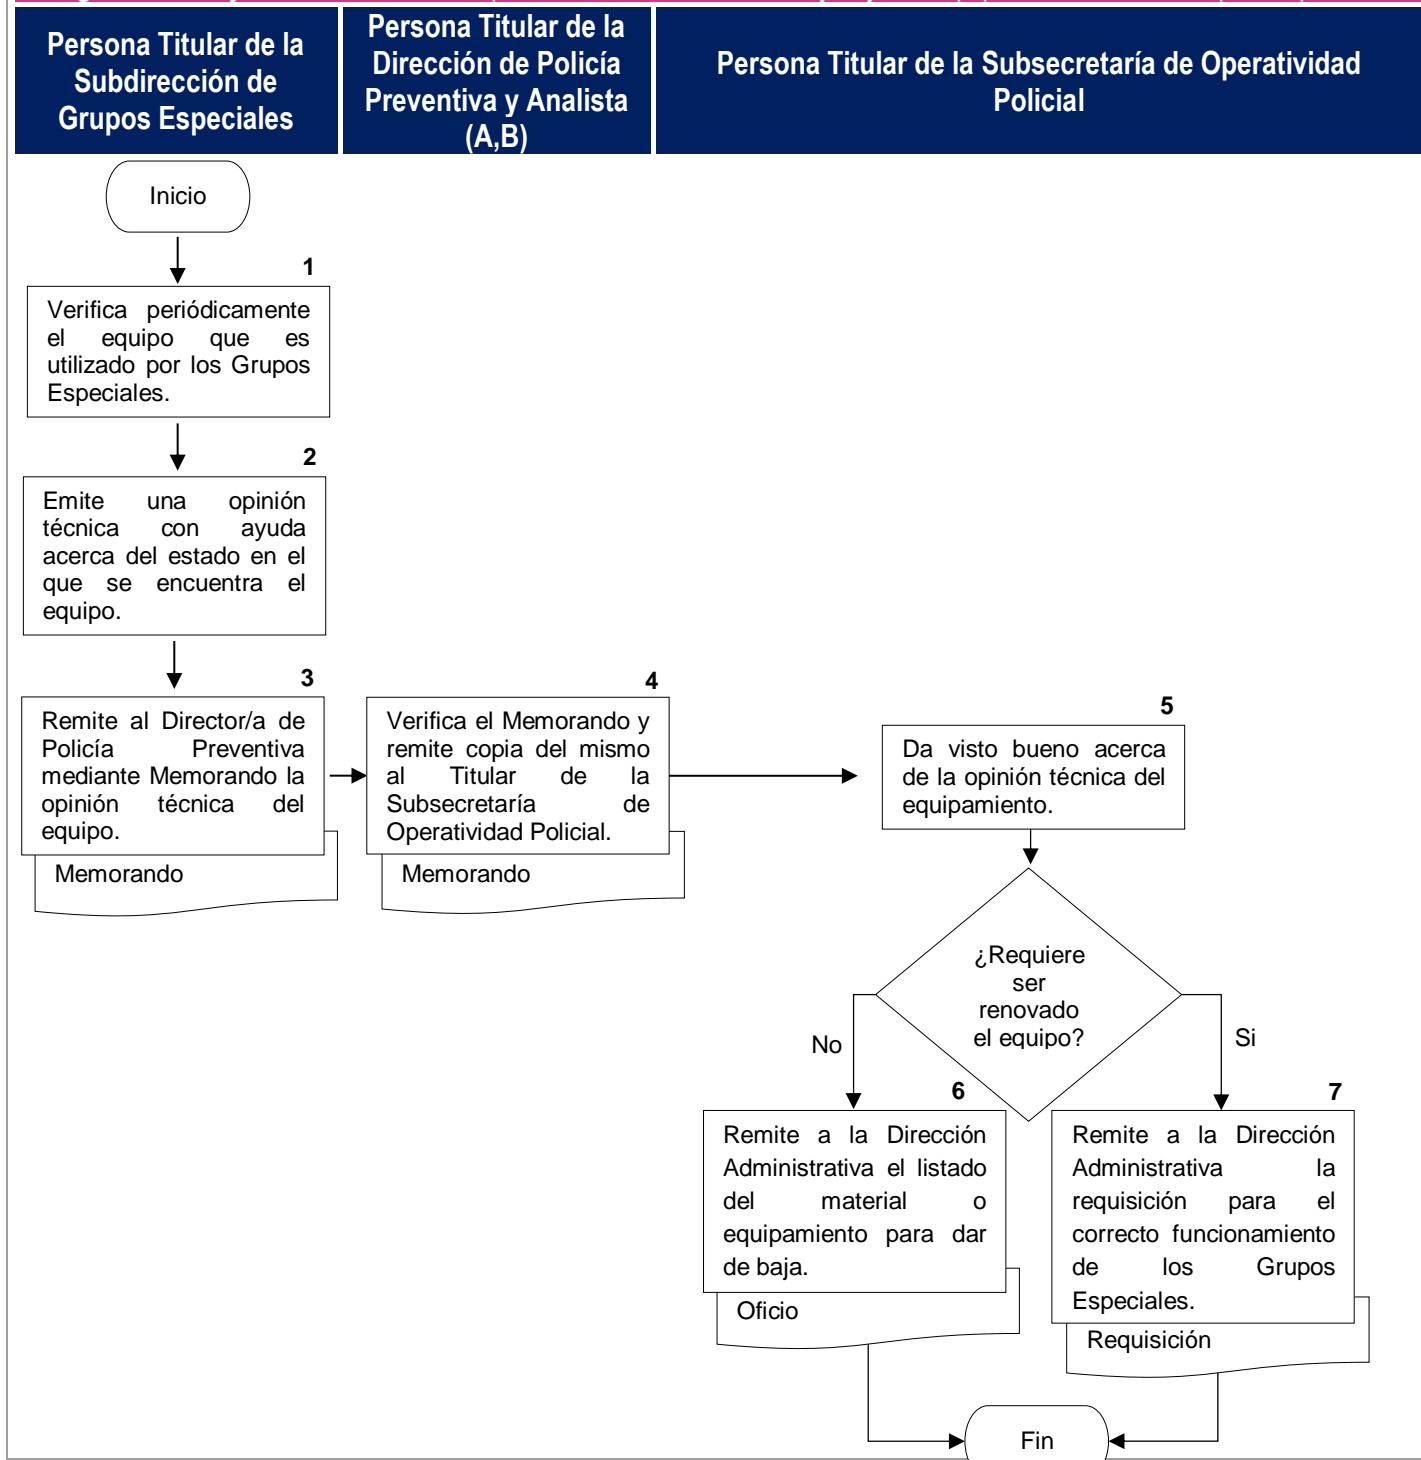 Persona Titular de la
Subdirección de
Grupos Especiales
Persona Titular de la
Dirección de Policía
Preventiva y Analista
(A,B)
Persona Titular de la Subsecretaría de Operatividad
Policial
Inicio
1
Verifica periódicamente
el equipo que es
utilizado por los Grupos
Especiales.
2
Emite una opinión
técnica con ayuda
acerca del estado en el
que se encuentra el
equipo.
3
Remite al Director/a de
Policía Preventiva
mediante Memorando la
opinión técnica del
equipo.
Memorando
4
Verifica el Memorando y
remite copia del mismo
al Titular de la
Subsecretaría de
Operatividad Policial.
Memorando
5
Da visto bueno acerca
de la opinión técnica del
equipamiento.
¿Requiere
ser
renovado
el equipo?
No
Si
6
Remite a la Dirección
Administrativa el listado
del material o
equipamiento para dar
de baja.
Oficio
7
Remite a la Dirección
Administrativa la
requisición para el
correcto funcionamiento
de los Grupos
Especiales.
Requisición
Fin